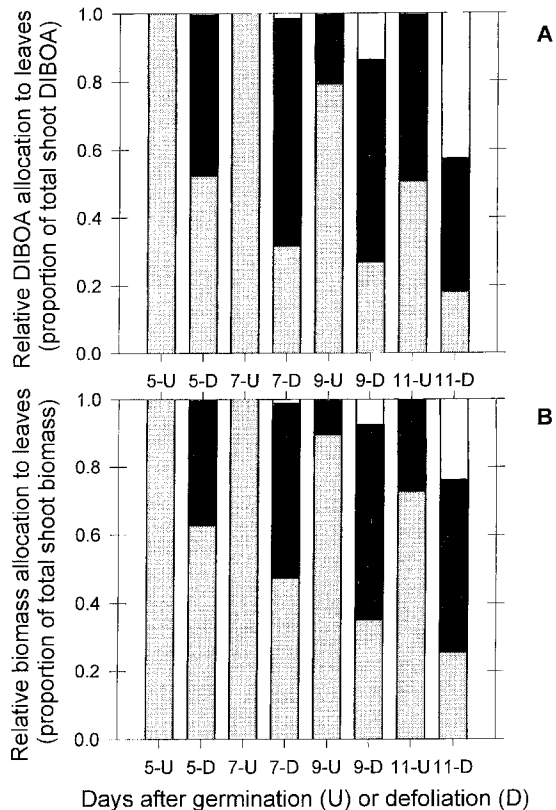 A
Relative DIBOA allocation to leaves
(proportion of total shoot DIBOA)
1.0
0.8
0.6
0.4
0.2
0.0
5-U 5-D 7-U 7-D 9-U 9-D 11-U 11-D
B
Relative biomass allocation to leaves
(proportion of total shoot biomass)
1.0
0.8
0.6
0.4
0.2
0.0
5-U 5-D 7-U 7-D 9-U 9-D 11-U 11-D
Days after germination (U) or defoliation (D)